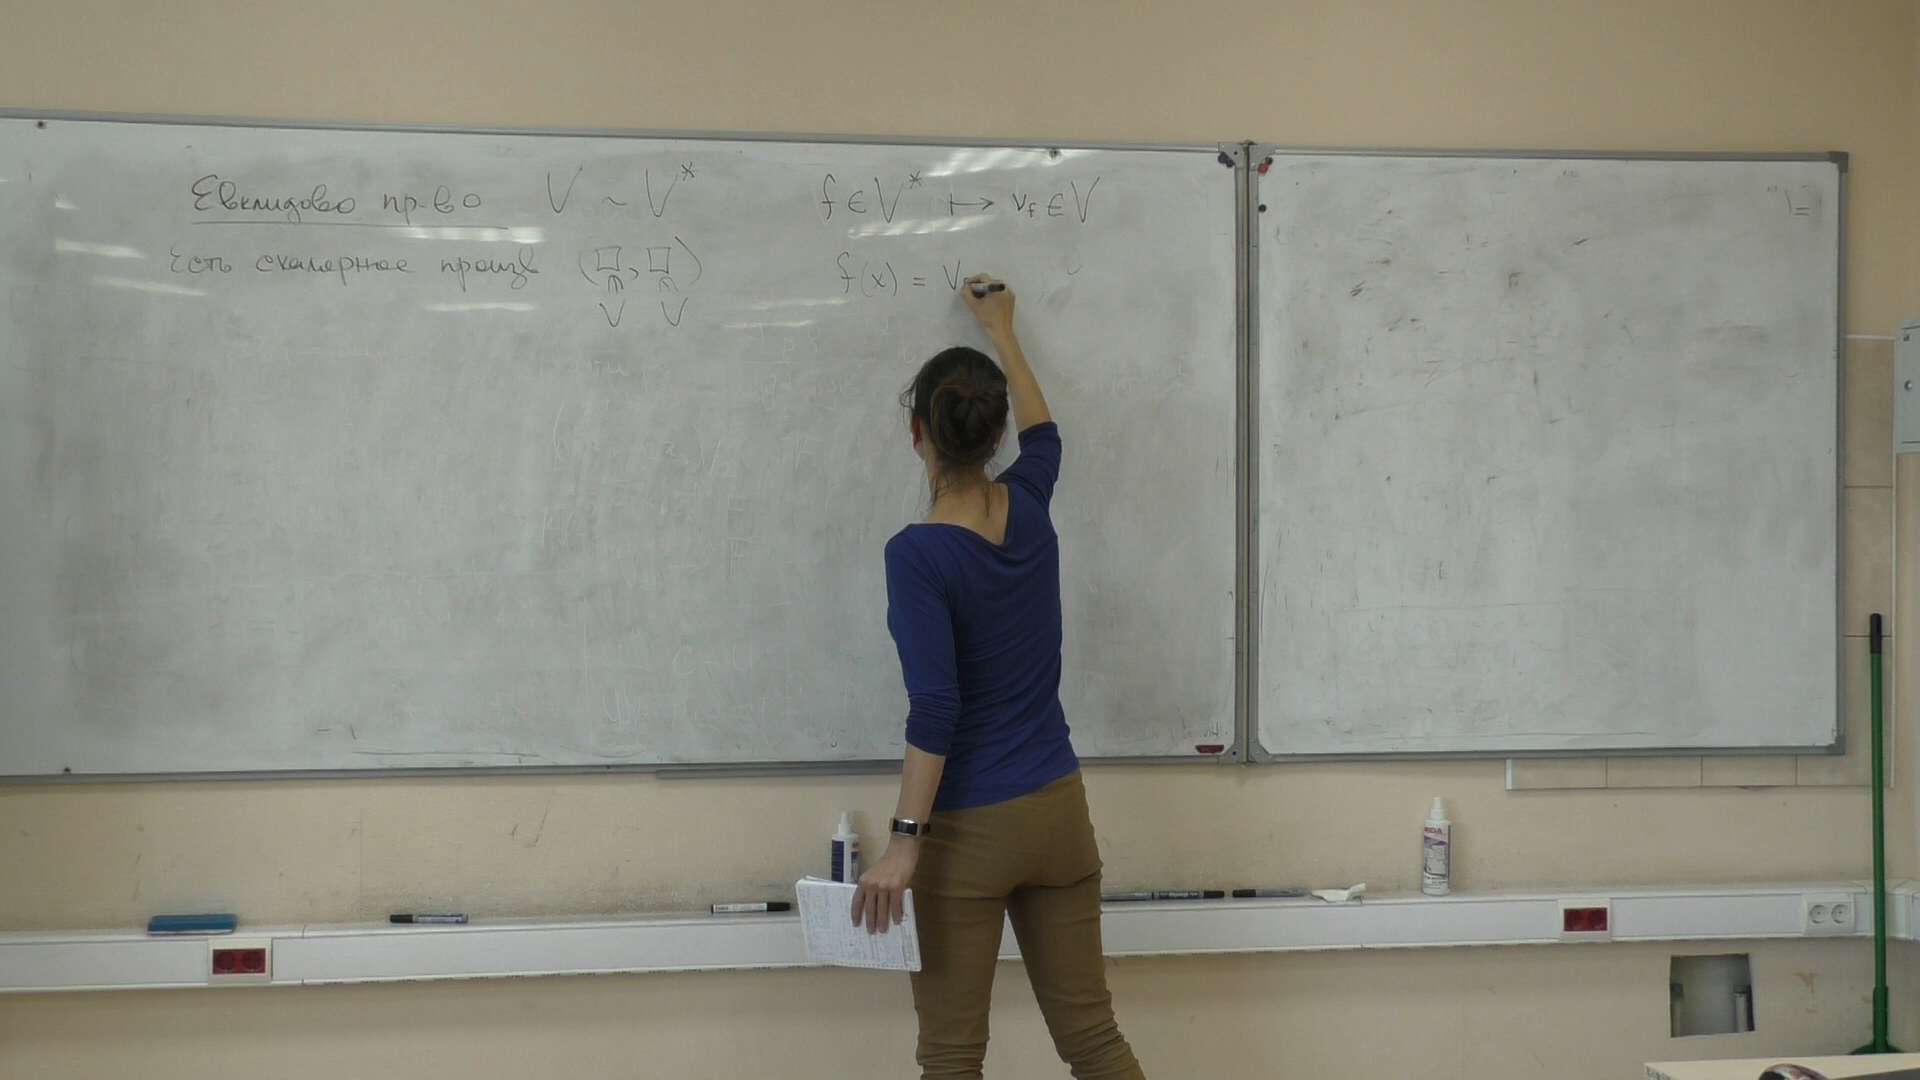 Евклидово пр-во V ~ V*
Есть скалярное произв (□, □)
∈ ∈
V V
f ∈ V* ↦ v_f ∈ V
f(x) = V